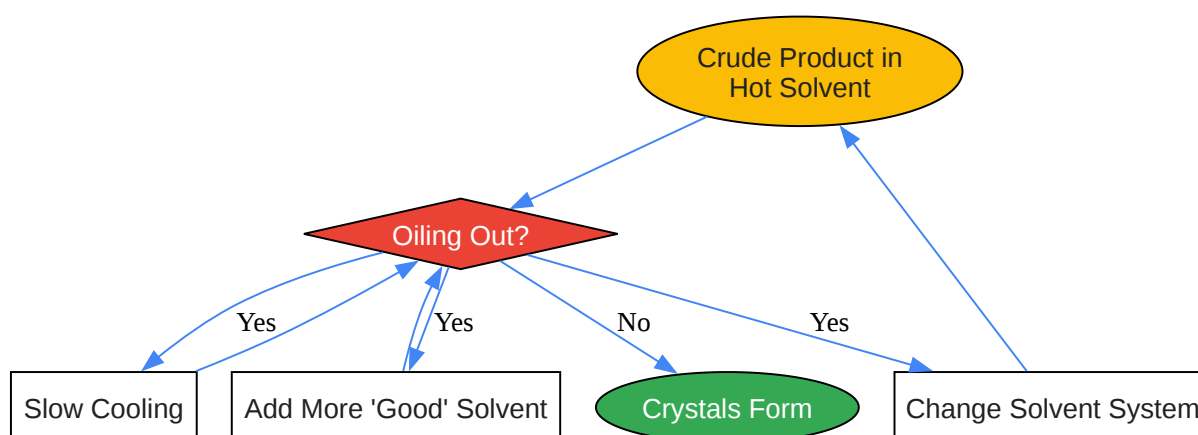 Crude Product in
Hot Solvent
Oiling Out?
Yes
Yes
No
Yes
Slow Cooling
Add More 'Good' Solvent
Crystals Form
Change Solvent System